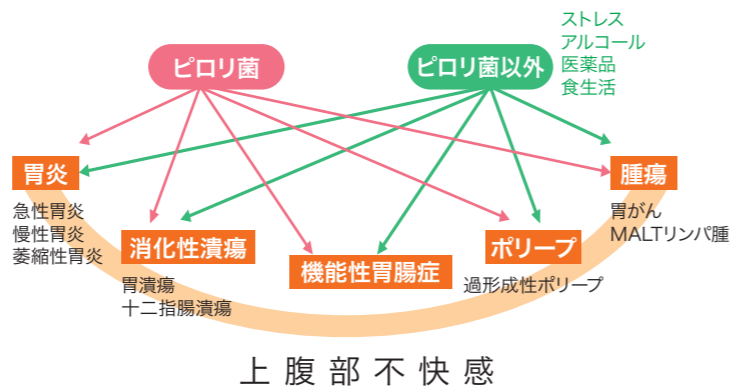 ピロリ菌
ピロリ菌以外
ストレス
アルコール
医薬品
食生活
胃炎
急性胃炎
慢性胃炎
萎縮性胃炎
消化性潰瘍
胃潰瘍
十二指腸潰瘍
機能性胃腸症
ポリープ
過形成性ポリープ
腫瘍
胃がん
MALTリンパ腫
上腹部不快感